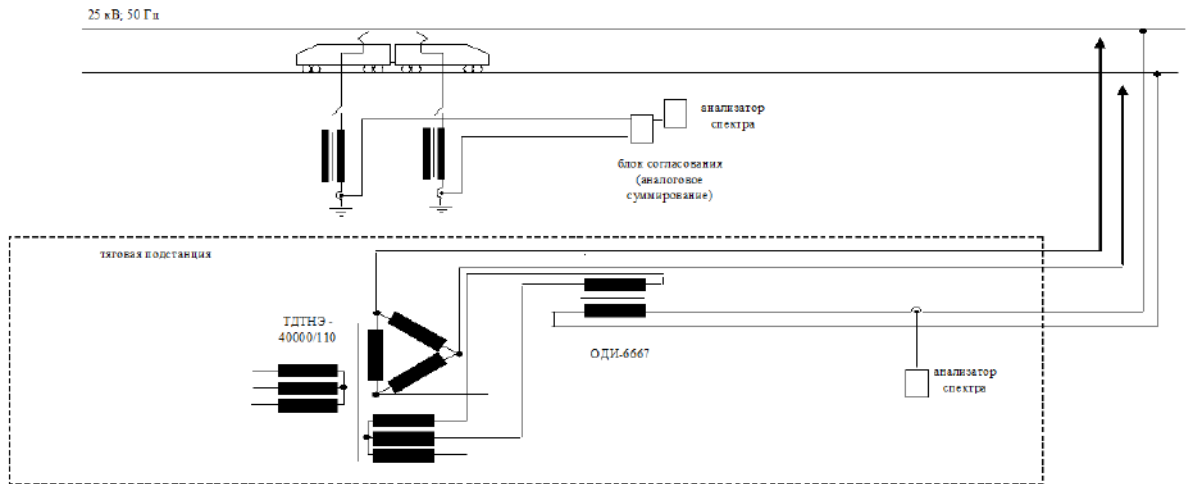 25 кВ; 50 Гц
анализатор
спектра
блок согласования
(аналоговое
суммирование)
тяговая подстанция
ТДТНЭ -
40000/110
ОДИ-6667
анализатор
спектра